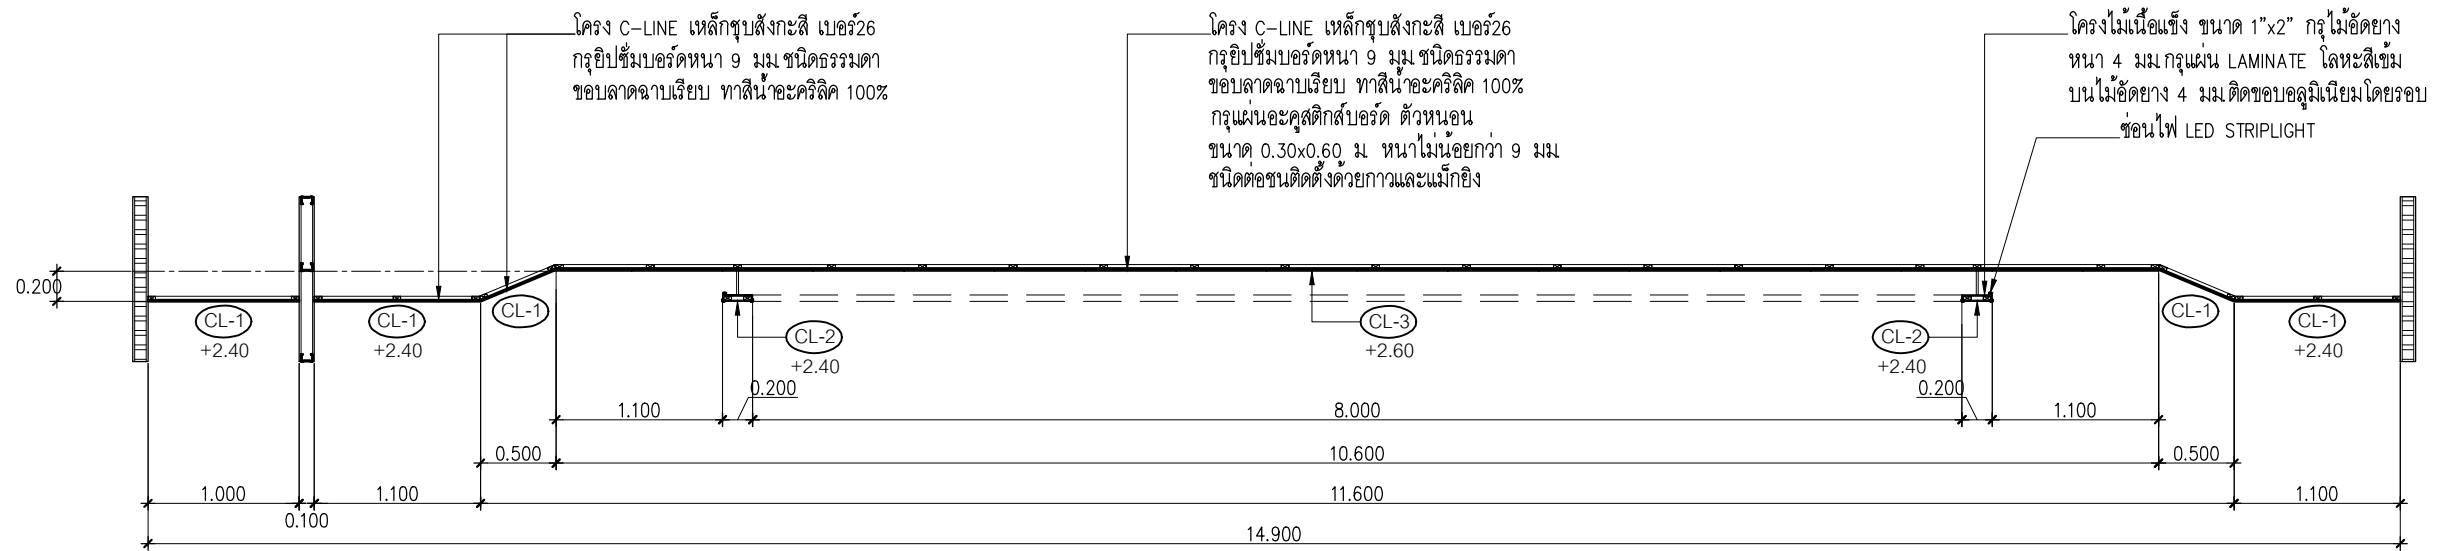 โครง C-LINE เหล็กชุบสังกะสี เบอร์26
กรุยิปซั่มบอร์ดหนา 9 มม.ชนิดธรรมดา
ขอบลาดฉาบเรียบ ทาสีน้ำอะคริลิค 100%
โครง C-LINE เหล็กชุบสังกะสี เบอร์26
กรุยิปซั่มบอร์ดหนา 9 มม.ชนิดธรรมดา
ขอบลาดฉาบเรียบ ทาสีน้ำอะคริลิค 100%
กรุแผ่นอะคูสติกส์บอร์ด ตัวหนอน
ขนาด 0.30x0.60 ม. หนาไม่น้อยกว่า 9 มม.
ชนิดต่อชนติดตั้งด้วยกาวและแม็กยิง
โครงไม้เนื้อแข็ง ขนาด 1"x2" กรุไม้อัดยาง
หนา 4 มม.กรุแผ่น LAMINATE โลหะสีเข้ม
บนไม้อัดยาง 4 มม.ติดขอบอลูมิเนียมโดยรอบ
ซ่อนไฟ LED STRIPLIGHT
0.200
CL-1
+2.40
CL-1
+2.40
CL-1
CL-2
+2.40
CL-3
+2.60
CL-2
+2.40
CL-1
CL-1
+2.40
1.100
0.200
8.000
0.200
1.100
0.500
10.600
0.500
1.000
0.100
1.100
11.600
1.100
14.900